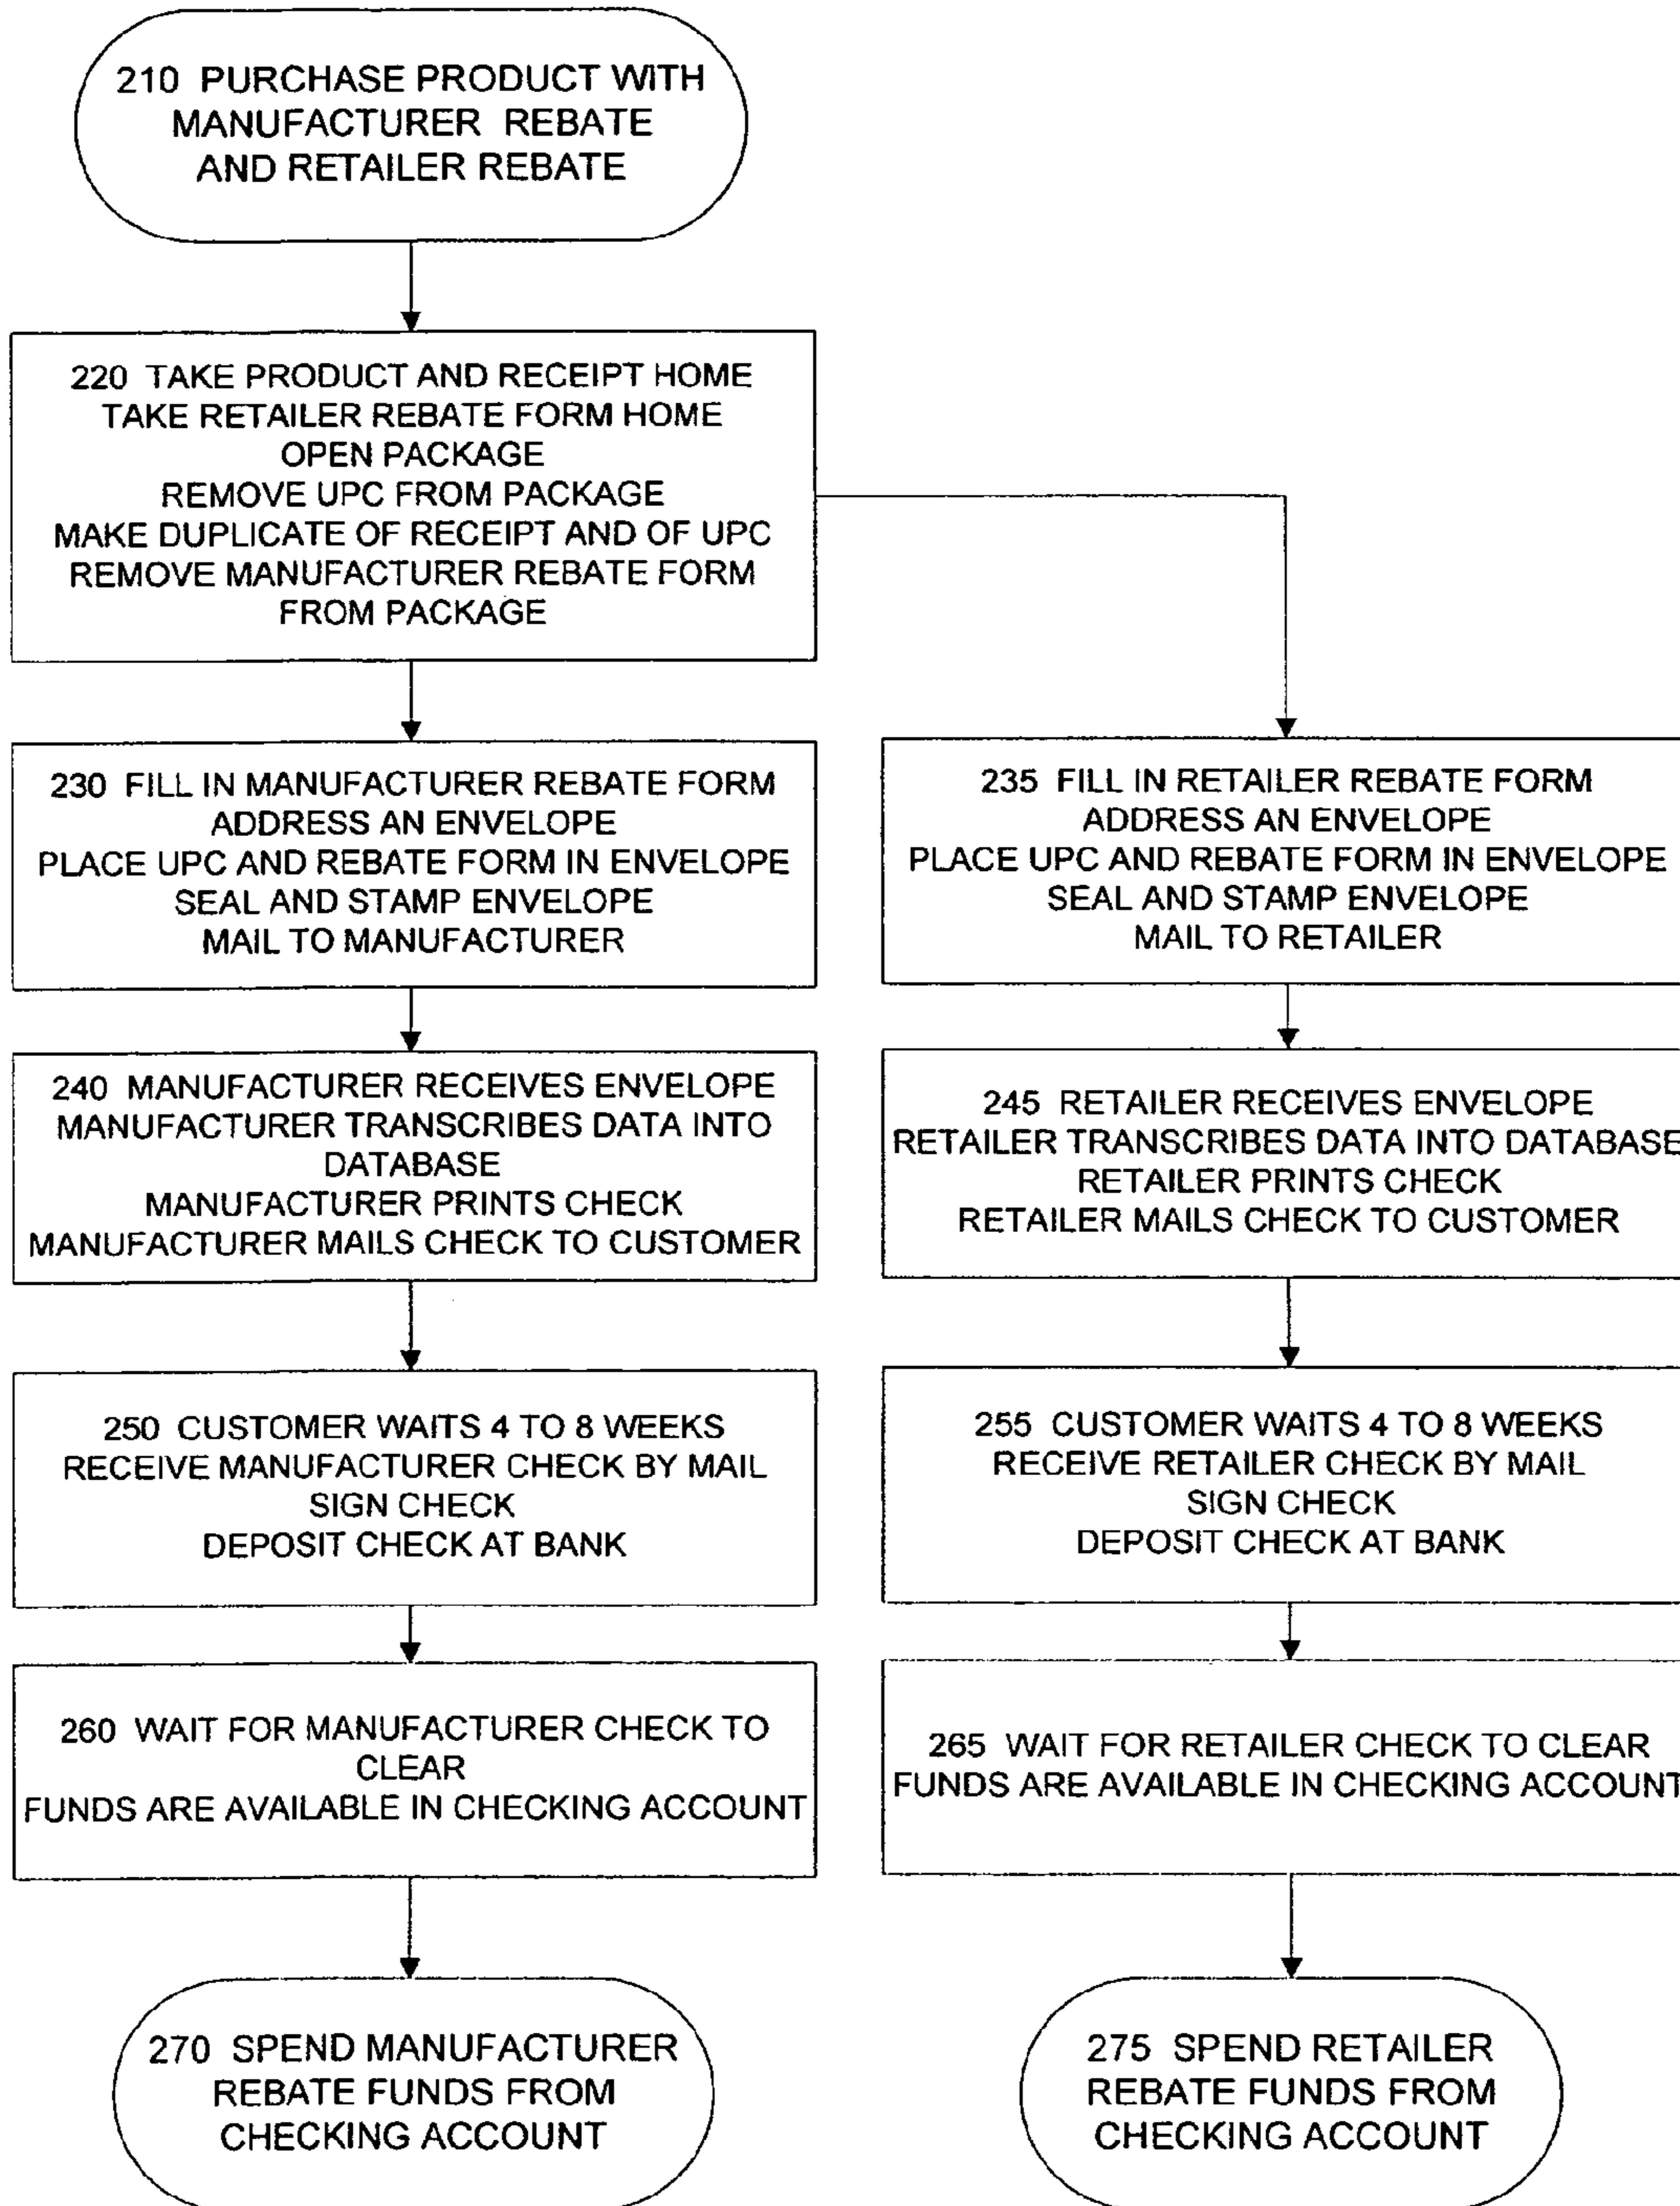 210 PURCHASE PRODUCT WITH
MANUFACTURER REBATE
AND RETAILER REBATE
220 TAKE PRODUCT AND RECEIPT HOME
TAKE RETAILER REBATE FORM HOME
OPEN PACKAGE
REMOVE UPC FROM PACKAGE
MAKE DUPLICATE OF RECEIPT AND OF UPC
REMOVE MANUFACTURER REBATE FORM
FROM PACKAGE
230 FILL IN MANUFACTURER REBATE FORM
ADDRESS AN ENVELOPE
PLACE UPC AND REBATE FORM IN ENVELOPE
SEAL AND STAMP ENVELOPE
MAIL TO MANUFACTURER
235 FILL IN RETAILER REBATE FORM
ADDRESS AN ENVELOPE
PLACE UPC AND REBATE FORM IN ENVELOPE
SEAL AND STAMP ENVELOPE
MAIL TO RETAILER
240 MANUFACTURER RECEIVES ENVELOPE
MANUFACTURER TRANSCRIBES DATA INTO
DATABASE
MANUFACTURER PRINTS CHECK
MANUFACTURER MAILS CHECK TO CUSTOMER
245 RETAILER RECEIVES ENVELOPE
RETAILER TRANSCRIBES DATA INTO DATABASE
RETAILER PRINTS CHECK
RETAILER MAILS CHECK TO CUSTOMER
250 CUSTOMER WAITS 4 TO 8 WEEKS
RECEIVE MANUFACTURER CHECK BY MAIL
SIGN CHECK
DEPOSIT CHECK AT BANK
255 CUSTOMER WAITS 4 TO 8 WEEKS
RECEIVE RETAILER CHECK BY MAIL
SIGN CHECK
DEPOSIT CHECK AT BANK
260 WAIT FOR MANUFACTURER CHECK TO
CLEAR
FUNDS ARE AVAILABLE IN CHECKING ACCOUNT
265 WAIT FOR RETAILER CHECK TO CLEAR
FUNDS ARE AVAILABLE IN CHECKING ACCOUNT
270 SPEND MANUFACTURER
REBATE FUNDS FROM
CHECKING ACCOUNT
275 SPEND RETAILER
REBATE FUNDS FROM
CHECKING ACCOUNT